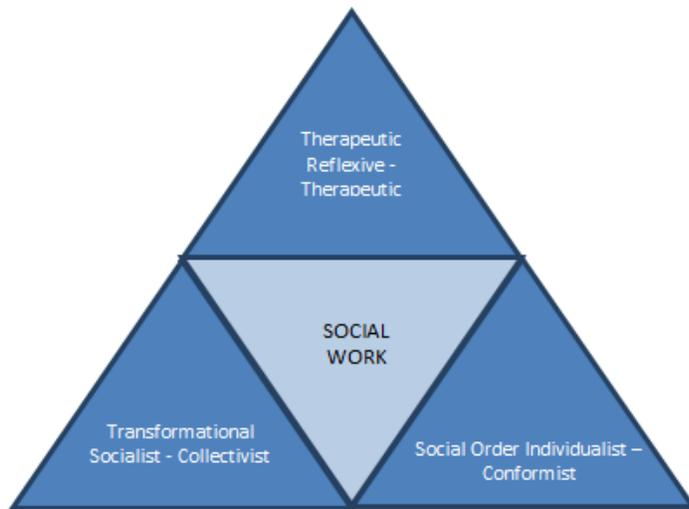 Therapeutic
Reflexive -
Therapeutic
SOCIAL
WORK
Transformational
Socialist - Collectivist
Social Order Individualist –
Conformist